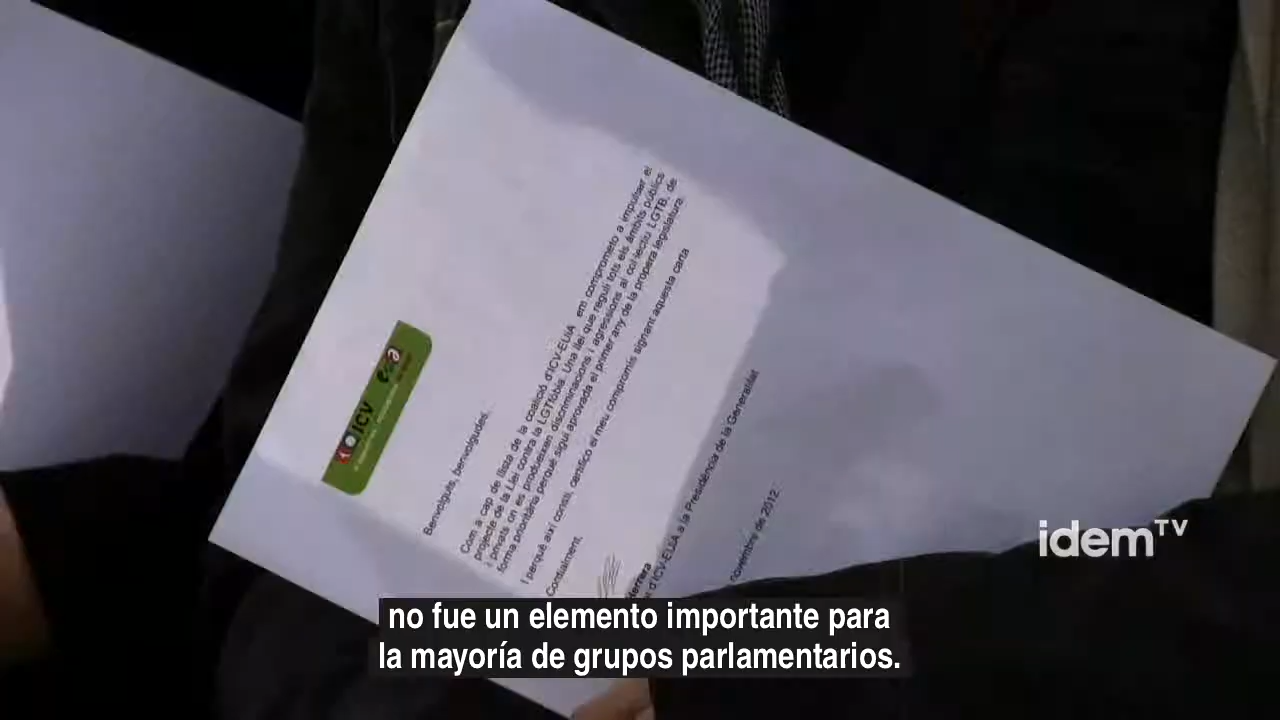 ICV
euia
Benvolguts, benvolgudes,
Com a cap de llista de la coalició d'ICV-EUiA em comprometo a impulsar el
projecte de la Llei contra la LGTfòbia. Una llei que reguli tots els àmbits públics
i privats on es produeixen discriminacions i agressions al col·lectiu LGTB, de
forma prioritària perquè sigui aprovada el primer any de la propera legislatura.
I perquè així consti, certifico el meu compromís signant aquesta carta
Cordialment,
Herrera
d'ICV-EUiA a la Presidència de la Generalitat
novembre de 2012
idemTV
no fue un elemento importante para
la mayoría de grupos parlamentarios.